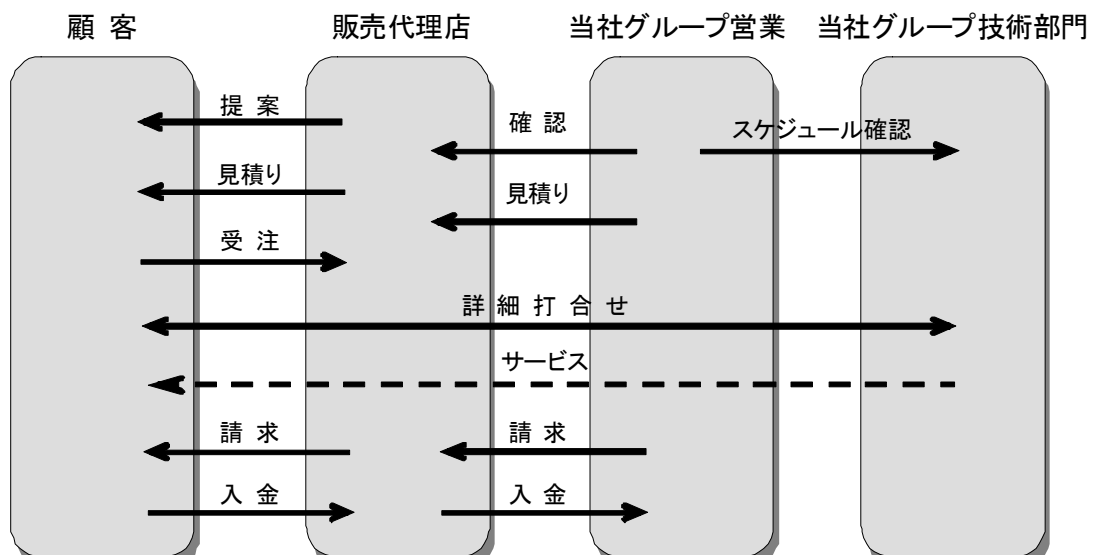 顧 客 販売代理店 当社グループ営業 当社グループ技術部門
提 案
確 認
スケジュール確認
見積り
見積り
受 注
詳 細 打 合 せ
サービス
請 求 請 求
入 金 入 金